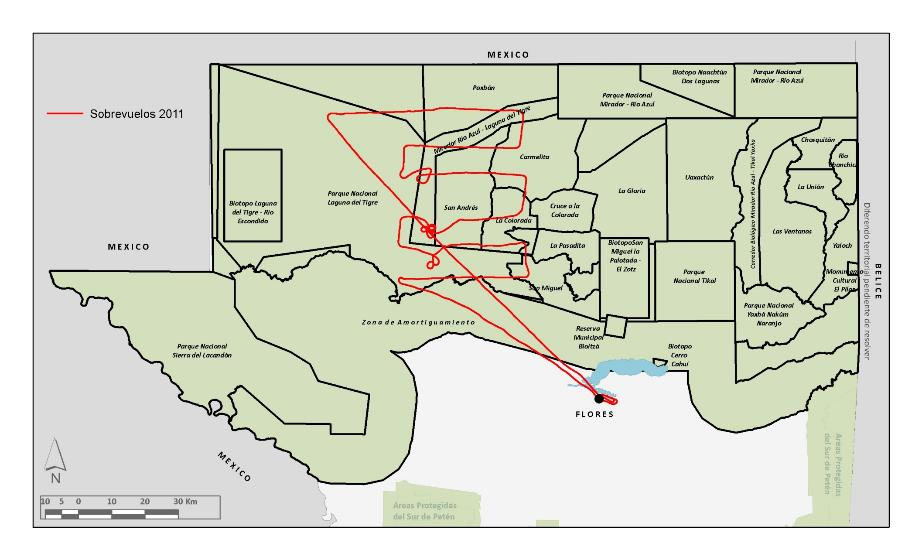 MEXICO
Sobrevuelos 2011
Paxbán
Biotopo Naachtún
Dos Lagunas
Parque Nacional
Mirador - Río Azul
Parque Nacional
Mirador - Río Azul
Mirador Río Azul - Laguna del Tigre
Carmelita
Chosquitán
Río
Chanchich
Biotopo Laguna
del Tigre - Río
Escondido
Parque Nacional
Laguna del Tigre
San Andrés
La Colorada
Cruce a la
Colorada
La Gloria
Uaxactún
Corredor Biológico Mirador Río Azul - Tikal Yaxha
La Unión
Las Ventanas
Yaloch
MEXICO
La Pasadita
BiotopoSan
Miguel la
Palotada -
El Zotz
Parque
Nacional Tikal
Monumento
Cultural
El Pilar
BELICE
Diferendo territorial pendiente de resolver
San Miguel
Parque Nacional
Yaxhá Nakúm
Naranjo
Zona de Amortiguamiento
Reserva
Municipal
Bioitzá
Biotopo
Cerro
Cahuí
Parque Nacional
Sierra del Lacandón
FLORES
MEXICO
N
10 5 0 10 20 30 Km
Areas Protegidas
del Sur de Petén
Areas Protegidas
del Sur de Petén